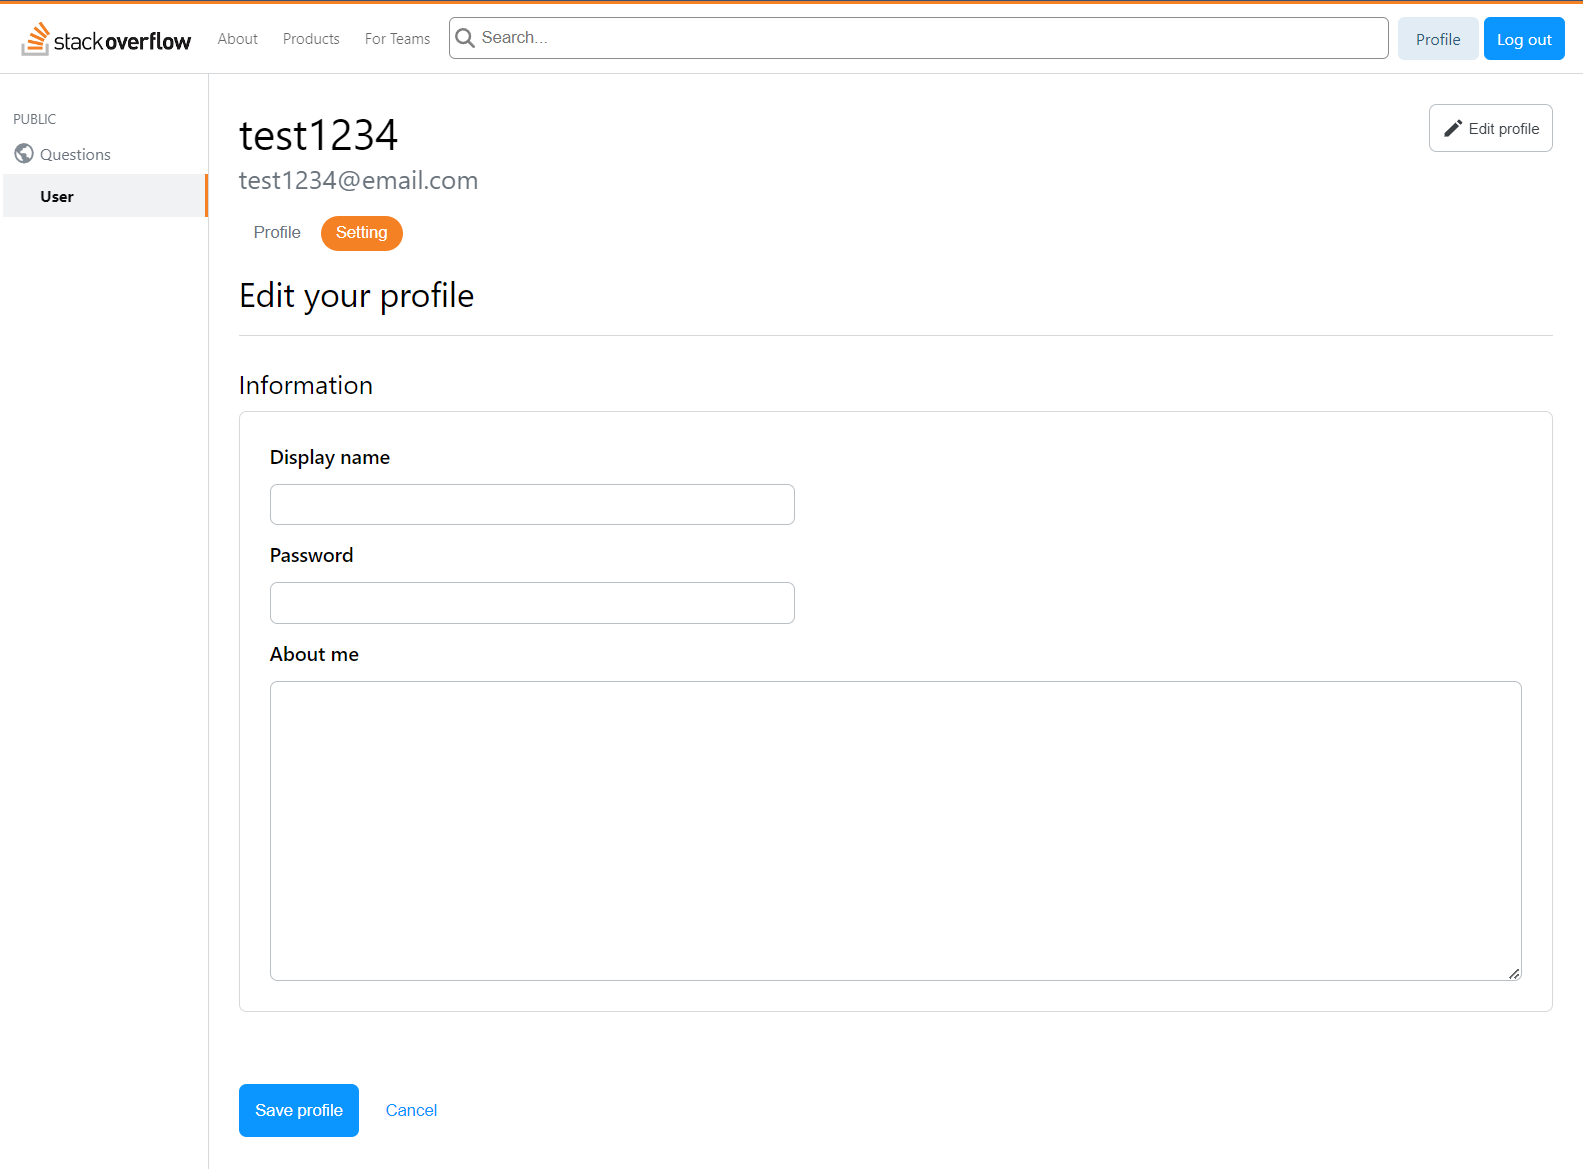 stackoverflow About Products For Teams Search... Profile Log out
PUBLIC
Questions
User
test1234
Edit profile
test1234@email.com
Profile Setting
Edit your profile
Information
Display name
Password
About me
Save profile Cancel